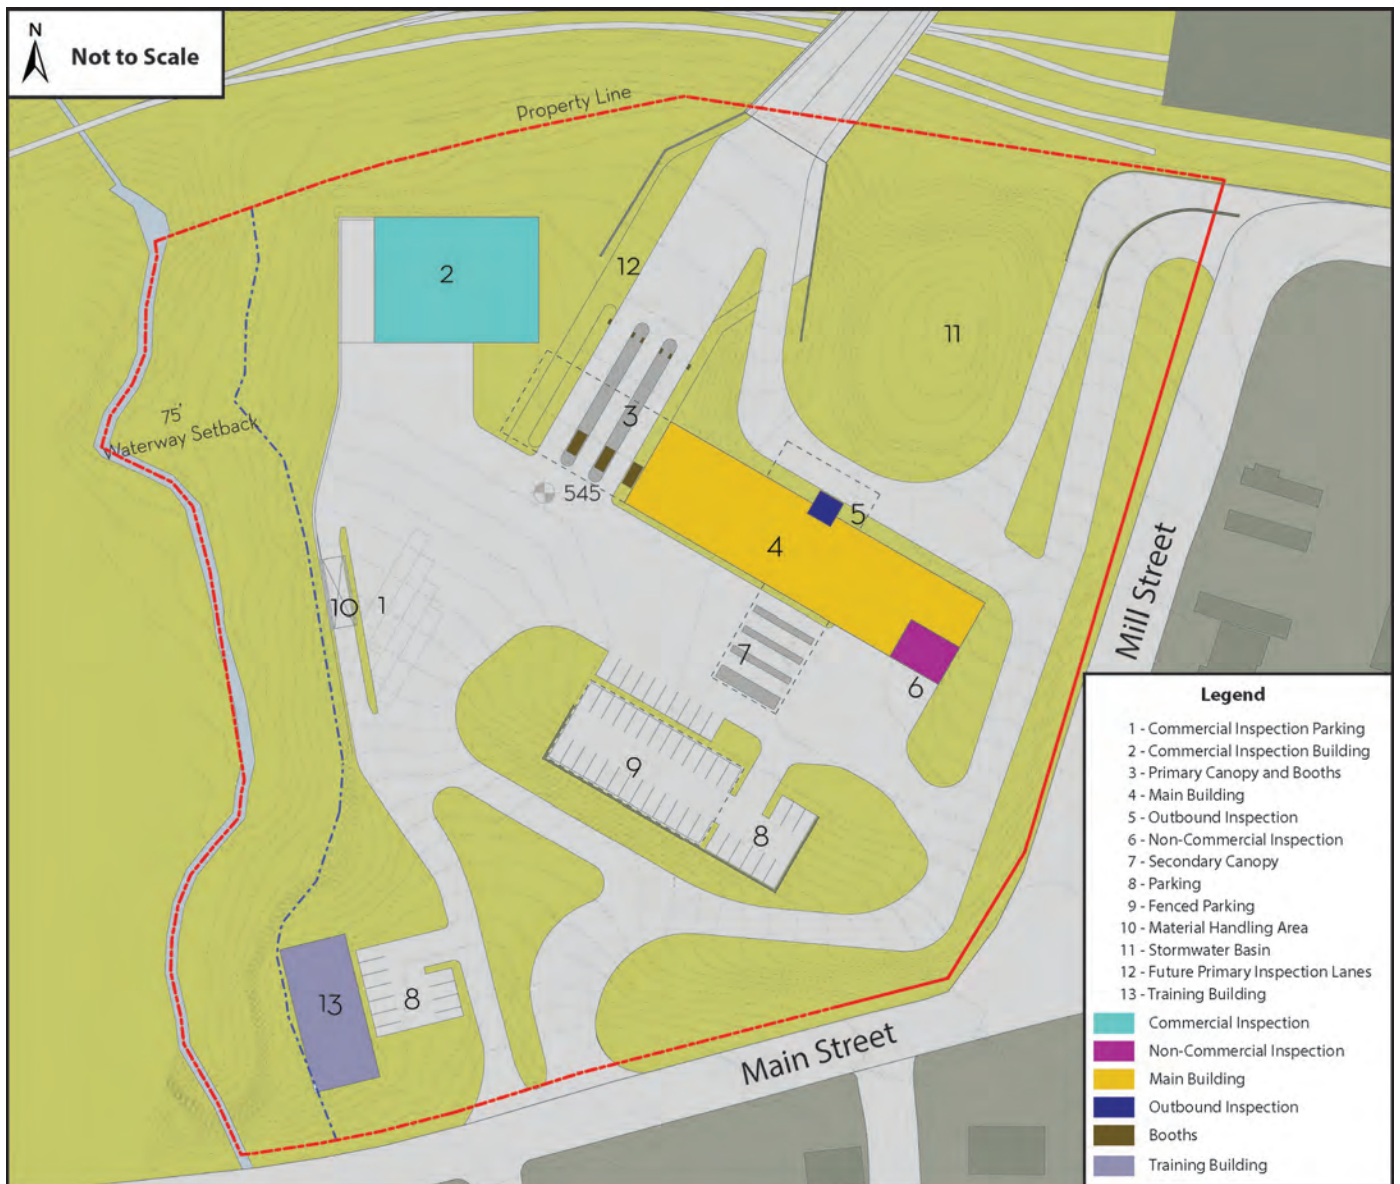 N
Not to Scale
Property Line
2
12
11
3
75'
Waterway Setback
545
5
4
10
1
7
6
9
8
13
8
Mill Street
Main Street
Legend
1 - Commercial Inspection Parking
2 - Commercial Inspection Building
3 - Primary Canopy and Booths
4 - Main Building
5 - Outbound Inspection
6 - Non-Commercial Inspection
7 - Secondary Canopy
8 - Parking
9 - Fenced Parking
10 - Material Handling Area
11 - Stormwater Basin
12 - Future Primary Inspection Lanes
13 - Training Building
Commercial Inspection
Non-Commercial Inspection
Main Building
Outbound Inspection
Booths
Training Building